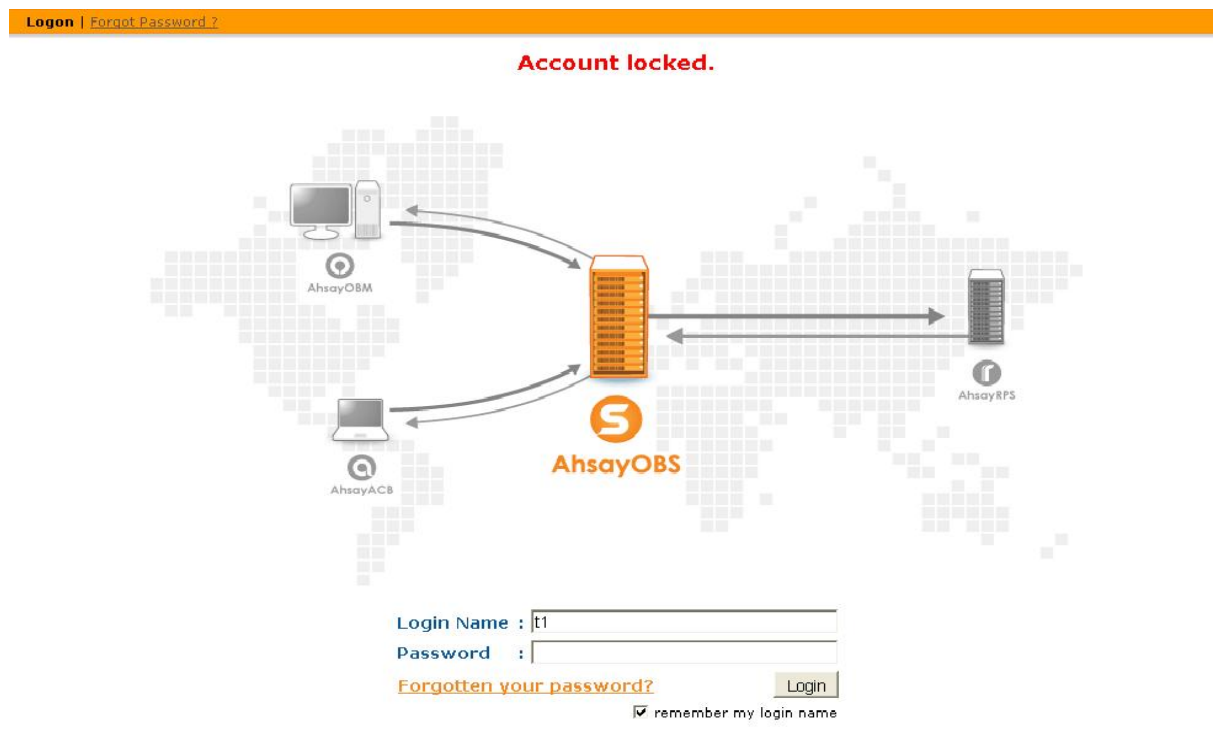 Logon | Forgot Password ?
Account locked.
AhsayOBM
AhsayRPS
AhsayOBS
AhsayACB
Login Name : t1
Password :
Forgotten your password? Login
remember my login name